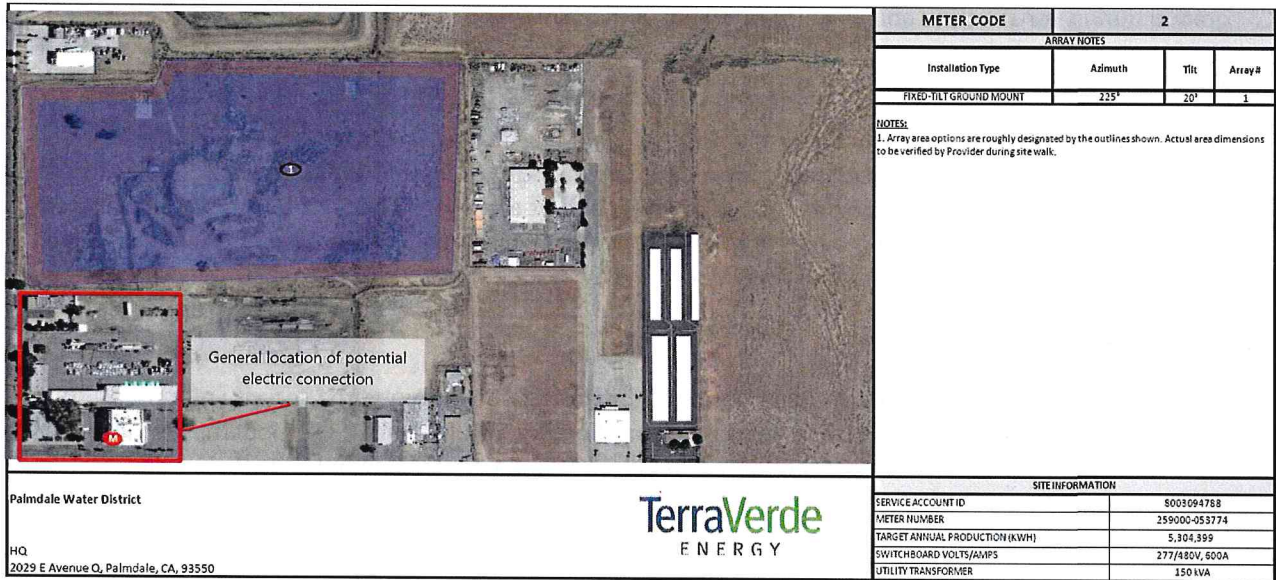 METER CODE 2
ARRAY NOTES
Installation Type Azimuth Tilt Array#
FIXED-TILT GROUND MOUNT 225° 20° 1
NOTES:
1. Array area options are roughly designated by the outlines shown. Actual area dimensions
to be verified by Provider during site walk.
1
General location of potential
electric connection
M
Palmdale Water District
HQ
2029 E Avenue Q, Palmdale, CA, 93550
TerraVerde
ENERGY
SITE INFORMATION
SERVICE ACCOUNT ID 8003094788
METER NUMBER 259000-053774
TARGET ANNUAL PRODUCTION (KWH) 5,304,399
SWITCHBOARD VOLTS/AMPS 277/480V, 600A
UTILITY TRANSFORMER 150 kVA